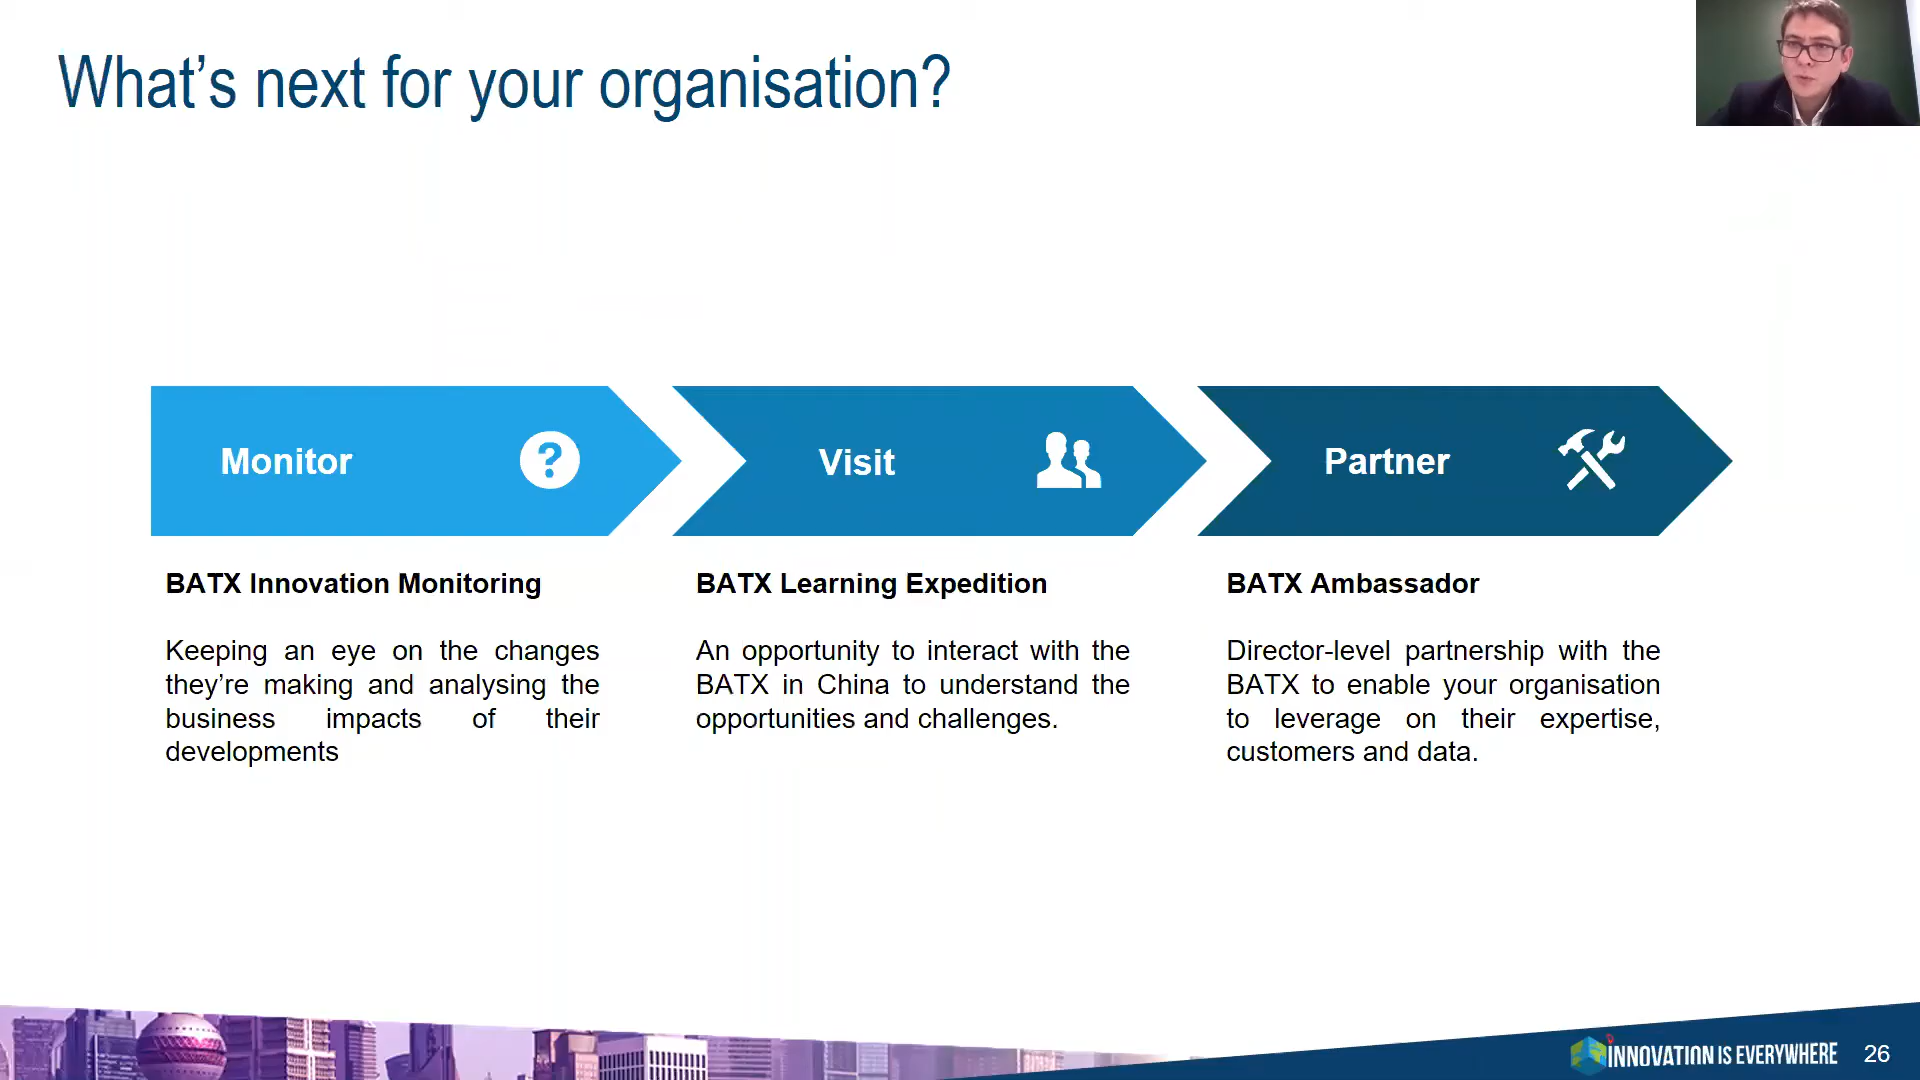 What’s next for your organisation?
Monitor
?
Visit
Partner
BATX Innovation Monitoring
Keeping an eye on the changes
they’re making and analysing the
business impacts of their
developments
BATX Learning Expedition
An opportunity to interact with the
BATX in China to understand the
opportunities and challenges.
BATX Ambassador
Director-level partnership with the
BATX to enable your organisation
to leverage on their expertise,
customers and data.
INNOVATION IS EVERYWHERE
26